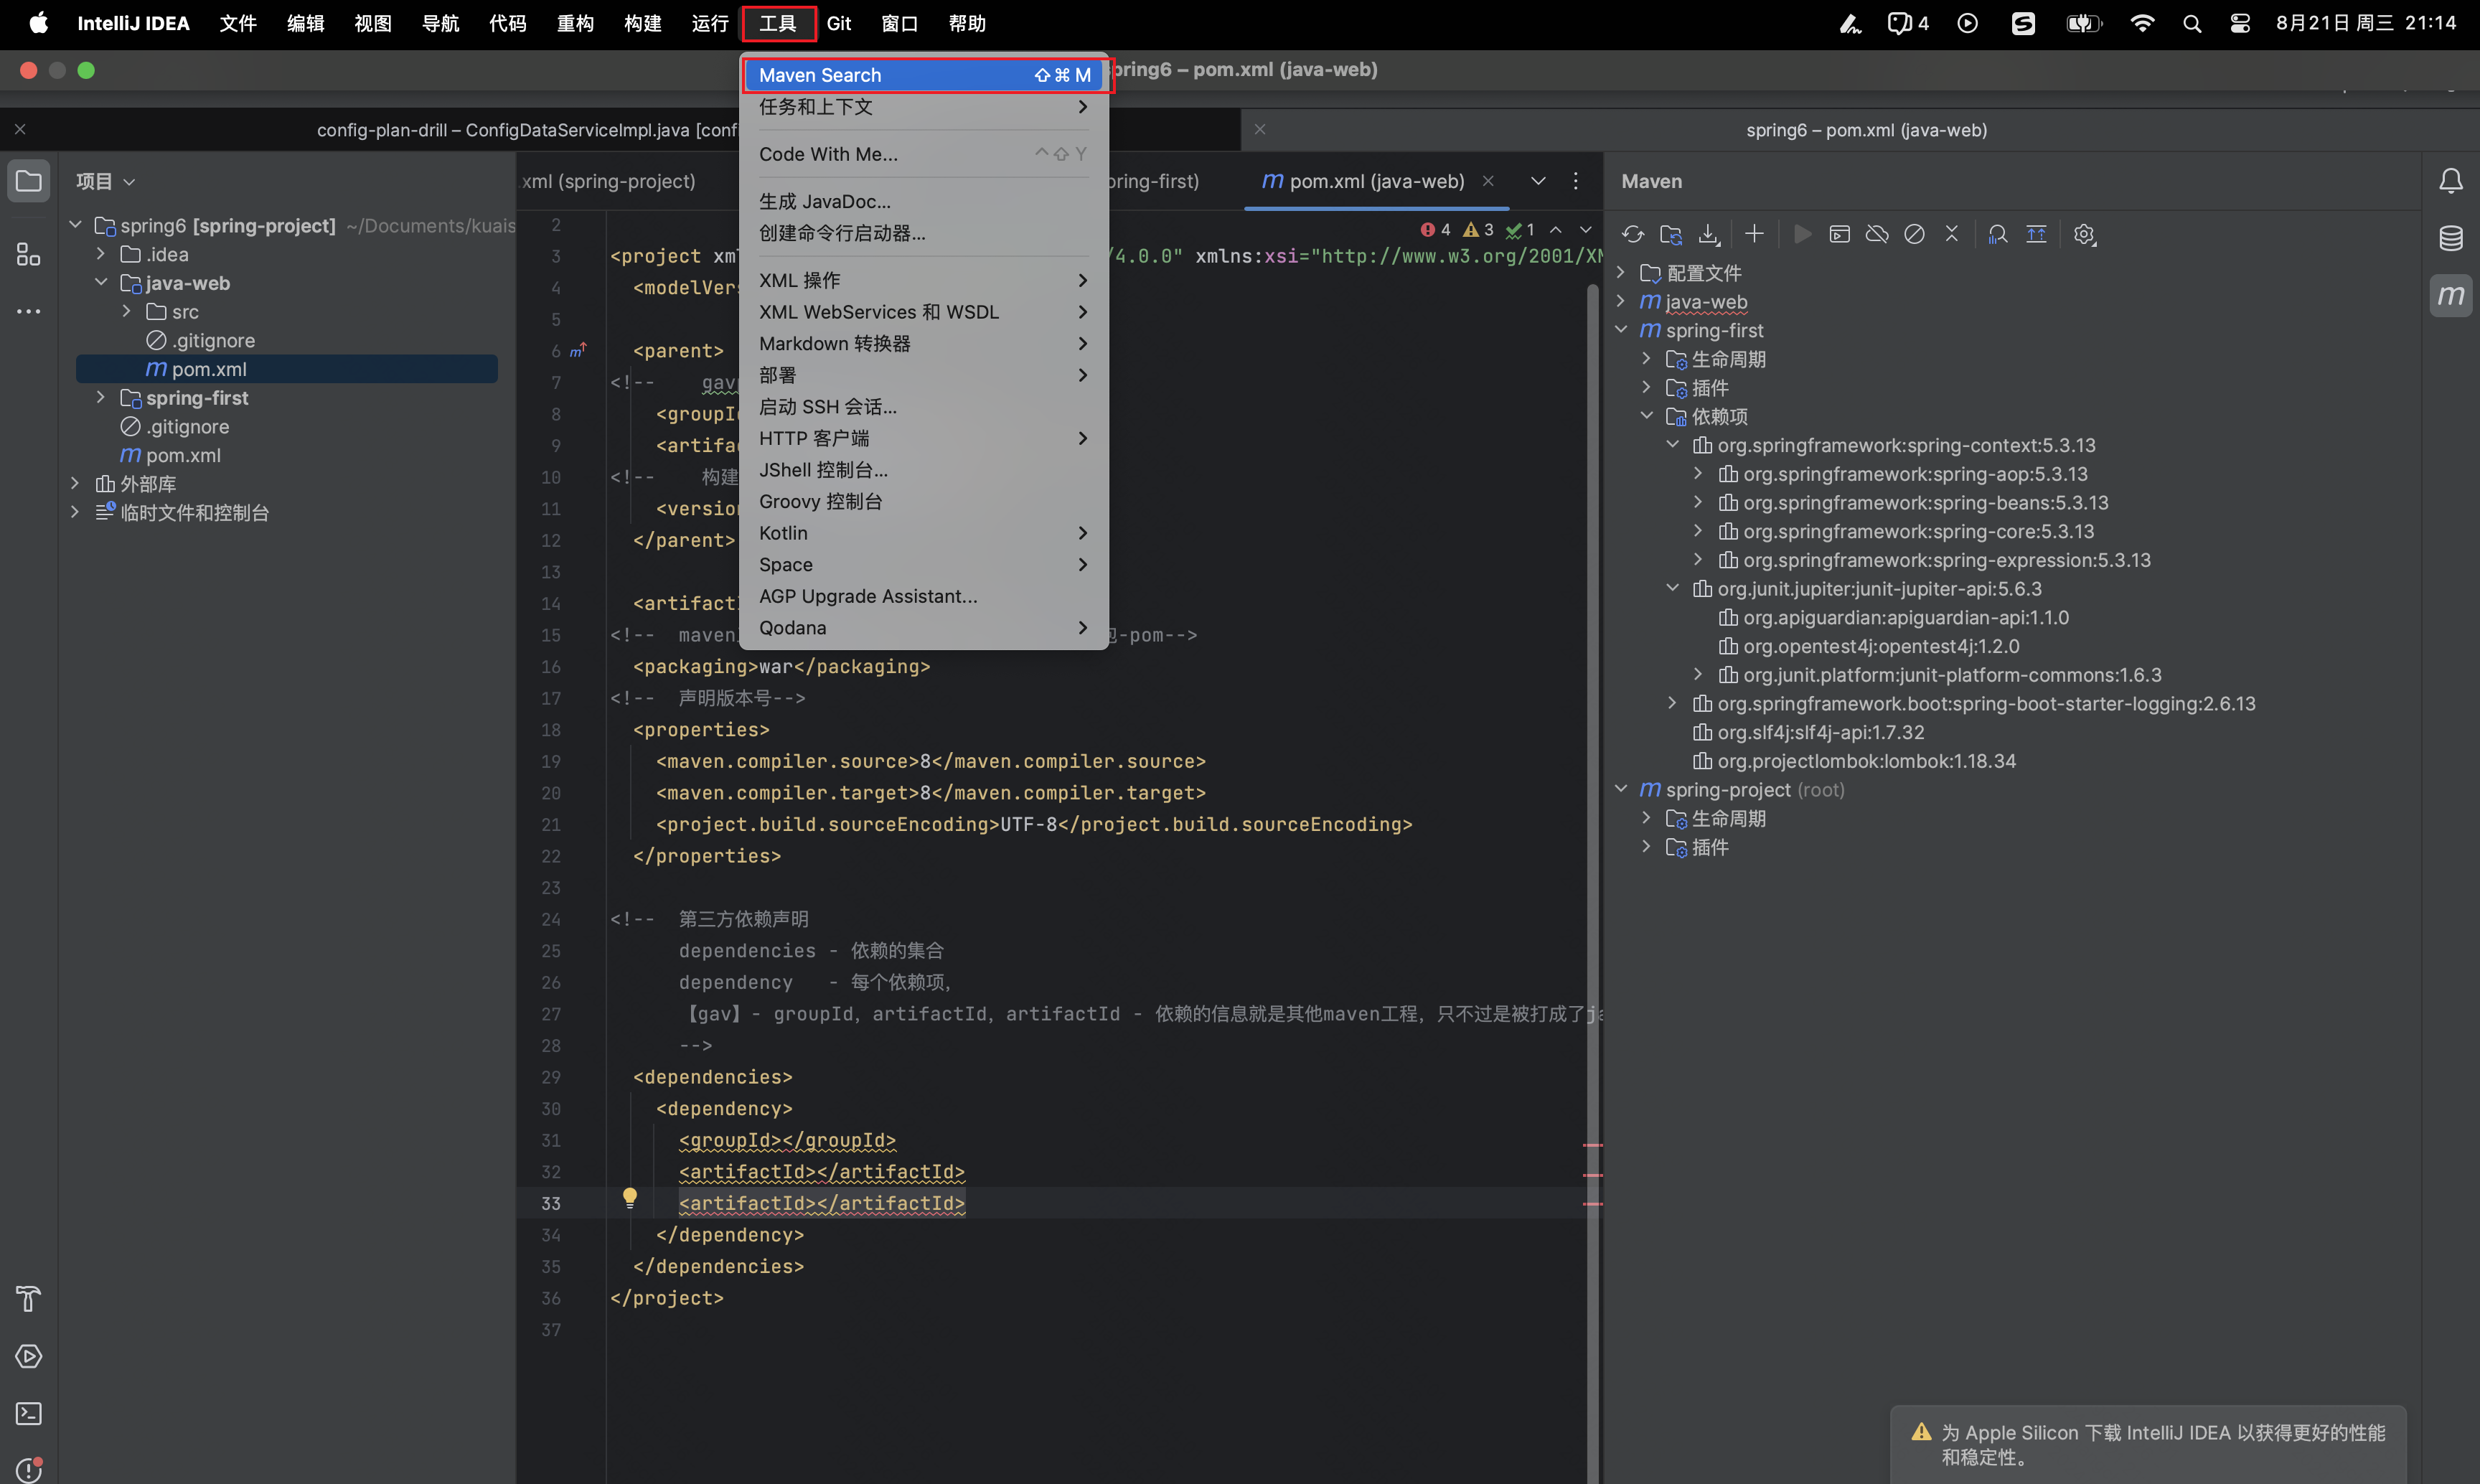 IntelliJ IDEA 文件 编辑 视图 导航 代码 重构 构建 运行 工具 Git 窗口 帮助 4 8月21日 周三 21:14
spring6 – pom.xml (java-web)
config-plan-drill – ConfigDataServiceImpl.java [confi
spring6 – pom.xml (java-web)
Maven Search ⇧⌘M
任务和上下文
Code With Me... ^⇧Y
生成 JavaDoc...
创建命令行启动器...
XML 操作
XML WebServices 和 WSDL
Markdown 转换器
部署
启动 SSH 会话...
HTTP 客户端
JShell 控制台...
Groovy 控制台
Kotlin
Space
AGP Upgrade Assistant...
Qodana
项目
spring6 [spring-project] ~/Documents/kuais
.idea
java-web
src
.gitignore
pom.xml
spring-first
.gitignore
pom.xml
外部库
临时文件和控制台
.xml (spring-project)
pring-first)
pom.xml (java-web)
4 3 1
2
3 <project xm /4.0.0" xmlns:xsi="http://www.w3.org/2001/XM
4 <modelVers
5
6 <parent>
7 <!-- gav
8 <groupId
9 <artifac
10 <!-- 构建
11 <version
12 </parent>
13
14 <artifactI
15 <!-- maven -pom-->
16 <packaging>war</packaging>
17 <!-- 声明版本号-->
18 <properties>
19 <maven.compiler.source>8</maven.compiler.source>
20 <maven.compiler.target>8</maven.compiler.target>
21 <project.build.sourceEncoding>UTF-8</project.build.sourceEncoding>
22 </properties>
23
24 <!-- 第三方依赖声明
25 dependencies - 依赖的集合
26 dependency - 每个依赖项,
27 【gav】- groupId, artifactId, artifactId - 依赖的信息就是其他maven工程, 只不过是被打成了ja
28 -->
29 <dependencies>
30 <dependency>
31 <groupId></groupId>
32 <artifactId></artifactId>
33 <artifactId></artifactId>
34 </dependency>
35 </dependencies>
36 </project>
37
Maven
配置文件
java-web
spring-first
生命周期
插件
依赖项
org.springframework:spring-context:5.3.13
org.springframework:spring-aop:5.3.13
org.springframework:spring-beans:5.3.13
org.springframework:spring-core:5.3.13
org.springframework:spring-expression:5.3.13
org.junit.jupiter:junit-jupiter-api:5.6.3
org.apiguardian:apiguardian-api:1.1.0
org.opentest4j:opentest4j:1.2.0
org.junit.platform:junit-platform-commons:1.6.3
org.springframework.boot:spring-boot-starter-logging:2.6.13
org.slf4j:slf4j-api:1.7.32
org.projectlombok:lombok:1.18.34
spring-project (root)
生命周期
插件
为 Apple Silicon 下载 IntelliJ IDEA 以获得更好的性能
和稳定性。